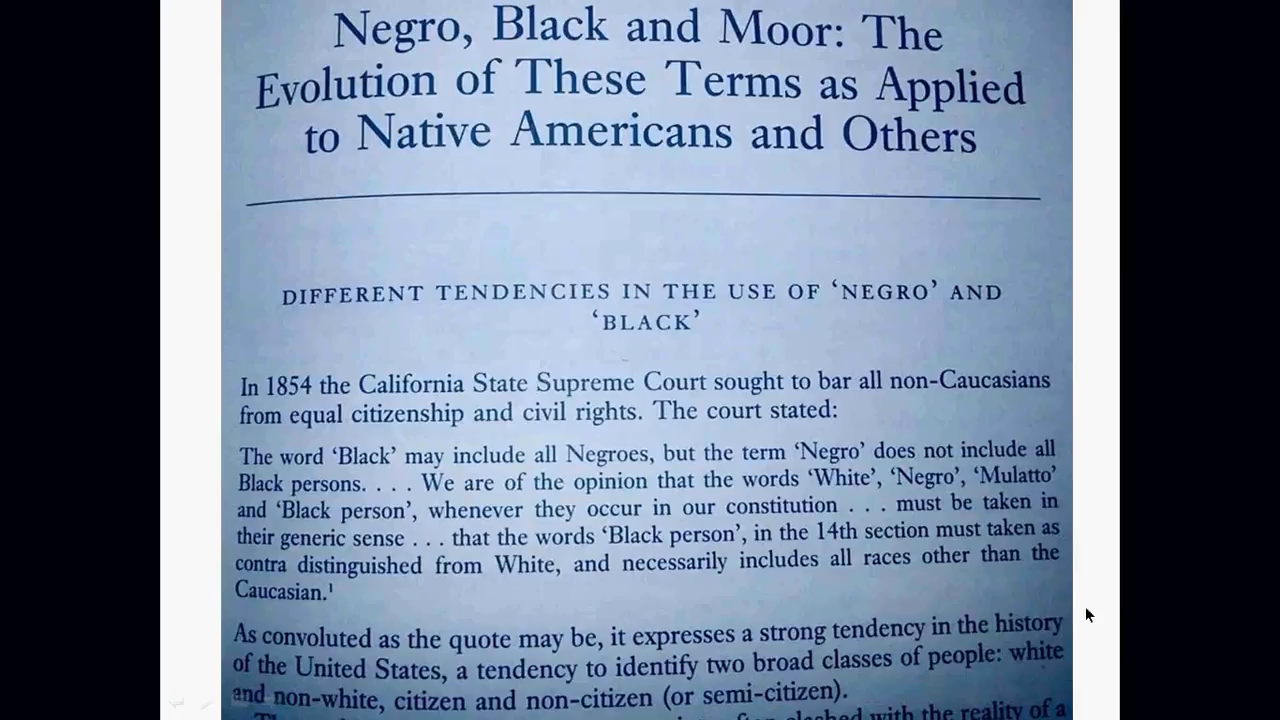 Negro, Black and Moor: The
Evolution of These Terms as Applied
to Native Americans and Others
DIFFERENT TENDENCIES IN THE USE OF ‘NEGRO’ AND
‘BLACK’
In 1854 the California State Supreme Court sought to bar all non-Caucasians
from equal citizenship and civil rights. The court stated:
The word ‘Black’ may include all Negroes, but the term ‘Negro’ does not include all
Black persons. . . . We are of the opinion that the words ‘White’, ‘Negro’, ‘Mulatto’
and ‘Black person’, whenever they occur in our constitution . . . must be taken in
their generic sense . . . that the words ‘Black person’, in the 14th section must taken as
contra distinguished from White, and necessarily includes all races other than the
Caucasian.¹
As convoluted as the quote may be, it expresses a strong tendency in the history
of the United States, a tendency to identify two broad classes of people: white
and non-white, citizen and non-citizen (or semi-citizen).
clashed with the reality of a